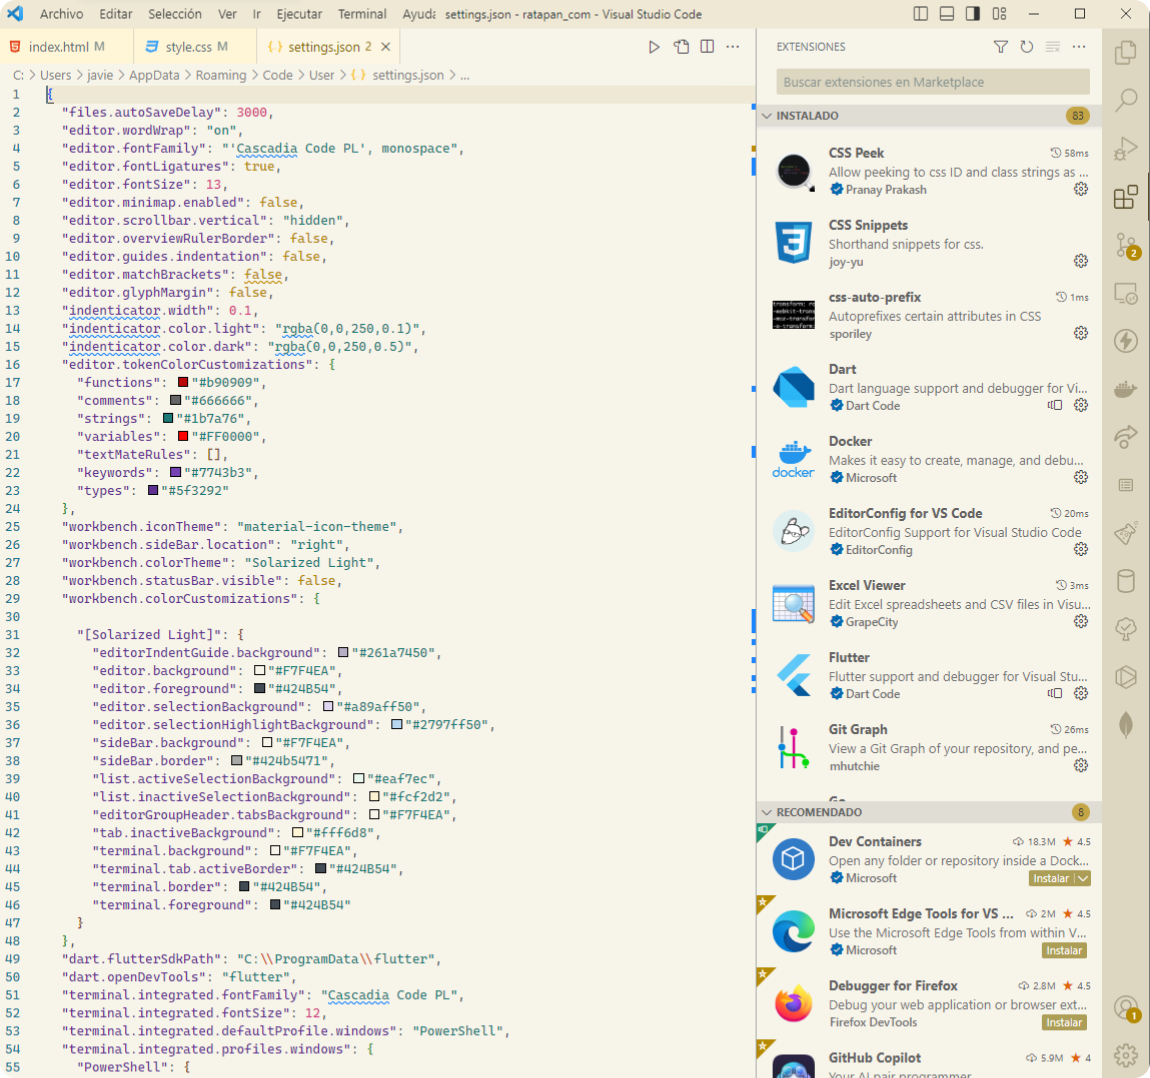 Archivo Editar Selección Ver Ir Ejecutar Terminal Ayuda settings.json - ratapan_com - Visual Studio Code
index.html M style.css M { } settings.json 2 ×
C: > Users > javie > AppData > Roaming > Code > User > { } settings.json > ...
1 {
2 "files.autoSaveDelay": 3000,
3 "editor.wordWrap": "on",
4 "editor.fontFamily": "'Cascadia Code PL', monospace",
5 "editor.fontLigatures": true,
6 "editor.fontSize": 13,
7 "editor.minimap.enabled": false,
8 "editor.scrollbar.vertical": "hidden",
9 "editor.overviewRulerBorder": false,
10 "editor.guides.indentation": false,
11 "editor.matchBrackets": false,
12 "editor.glyphMargin": false,
13 "indenticator.width": 0.1,
14 "indenticator.color.light": "rgba(0,0,250,0.1)",
15 "indenticator.color.dark": "rgba(0,0,250,0.5)",
16 "editor.tokenColorCustomizations": {
17 "functions": "#b90909",
18 "comments": "#666666",
19 "strings": "#1b7a76",
20 "variables": "#FF0000",
21 "textMateRules": [],
22 "keywords": "#7743b3",
23 "types": "#5f3292"
24 },
25 "workbench.iconTheme": "material-icon-theme",
26 "workbench.sideBar.location": "right",
27 "workbench.colorTheme": "Solarized Light",
28 "workbench.statusBar.visible": false,
29 "workbench.colorCustomizations": {
30
31 "[Solarized Light]": {
32 "editorIndentGuide.background": "#261a7450",
33 "editor.background": "#F7F4EA",
34 "editor.foreground": "#424B54",
35 "editor.selectionBackground": "#a89aff50",
36 "editor.selectionHighlightBackground": "#2797ff50",
37 "sideBar.background": "#F7F4EA",
38 "sideBar.border": "#424b5471",
39 "list.activeSelectionBackground": "#eaf7ec",
40 "list.inactiveSelectionBackground": "#fcf2d2",
41 "editorGroupHeader.tabsBackground": "#F7F4EA",
42 "tab.inactiveBackground": "#fff6d8",
43 "terminal.background": "#F7F4EA",
44 "terminal.tab.activeBorder": "#424B54",
45 "terminal.border": "#424B54",
46 "terminal.foreground": "#424B54"
47 }
48 },
49 "dart.flutterSdkPath": "C:\\ProgramData\\flutter",
50 "dart.openDevTools": "flutter",
51 "terminal.integrated.fontFamily": "Cascadia Code PL",
52 "terminal.integrated.fontSize": 12,
53 "terminal.integrated.defaultProfile.windows": "PowerShell",
54 "terminal.integrated.profiles.windows": {
55 "PowerShell": {
EXTENSIONES
Buscar extensiones en Marketplace
INSTALADO 83
CSS Peek 58ms
Allow peeking to css ID and class strings as ...
Pranay Prakash
CSS Snippets
Shorthand snippets for css.
joy-yu
css-auto-prefix 1ms
Autoprefixes certain attributes in CSS
sporiley
Dart
Dart language support and debugger for Vi...
Dart Code
Docker
Makes it easy to create, manage, and debu...
docker
Microsoft
EditorConfig for VS Code 20ms
EditorConfig Support for Visual Studio Code
EditorConfig
Excel Viewer 3ms
Edit Excel spreadsheets and CSV files in Visu...
GrapeCity
Flutter
Flutter support and debugger for Visual Stu...
Dart Code
Git Graph 26ms
View a Git Graph of your repository, and pe...
mhutchie
Go
RECOMENDADO 8
Dev Containers 18.3M ★ 4.5
Open any folder or repository inside a Dock...
Microsoft Instalar
Microsoft Edge Tools for VS ... 2M ★ 4.5
Use the Microsoft Edge Tools from within V...
Microsoft Instalar
Debugger for Firefox 2.8M ★ 4.5
Debug your web application or browser ext...
Firefox DevTools Instalar
GitHub Copilot 5.9M ★ 4
Your AI pair programmer
2
1